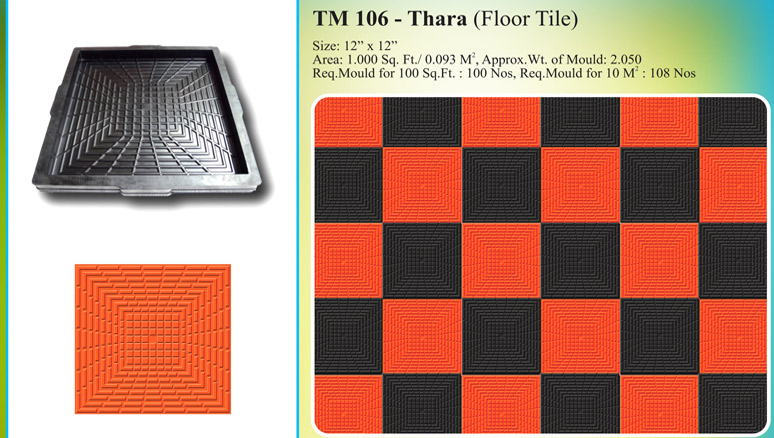 TM 106 - Thara (Floor Tile)
Size: 12” x 12”
Area: 1.000 Sq. Ft./ 0.093 M², Approx.Wt. of Mould: 2.050
Req.Mould for 100 Sq.Ft. : 100 Nos, Req.Mould for 10 M² : 108 Nos